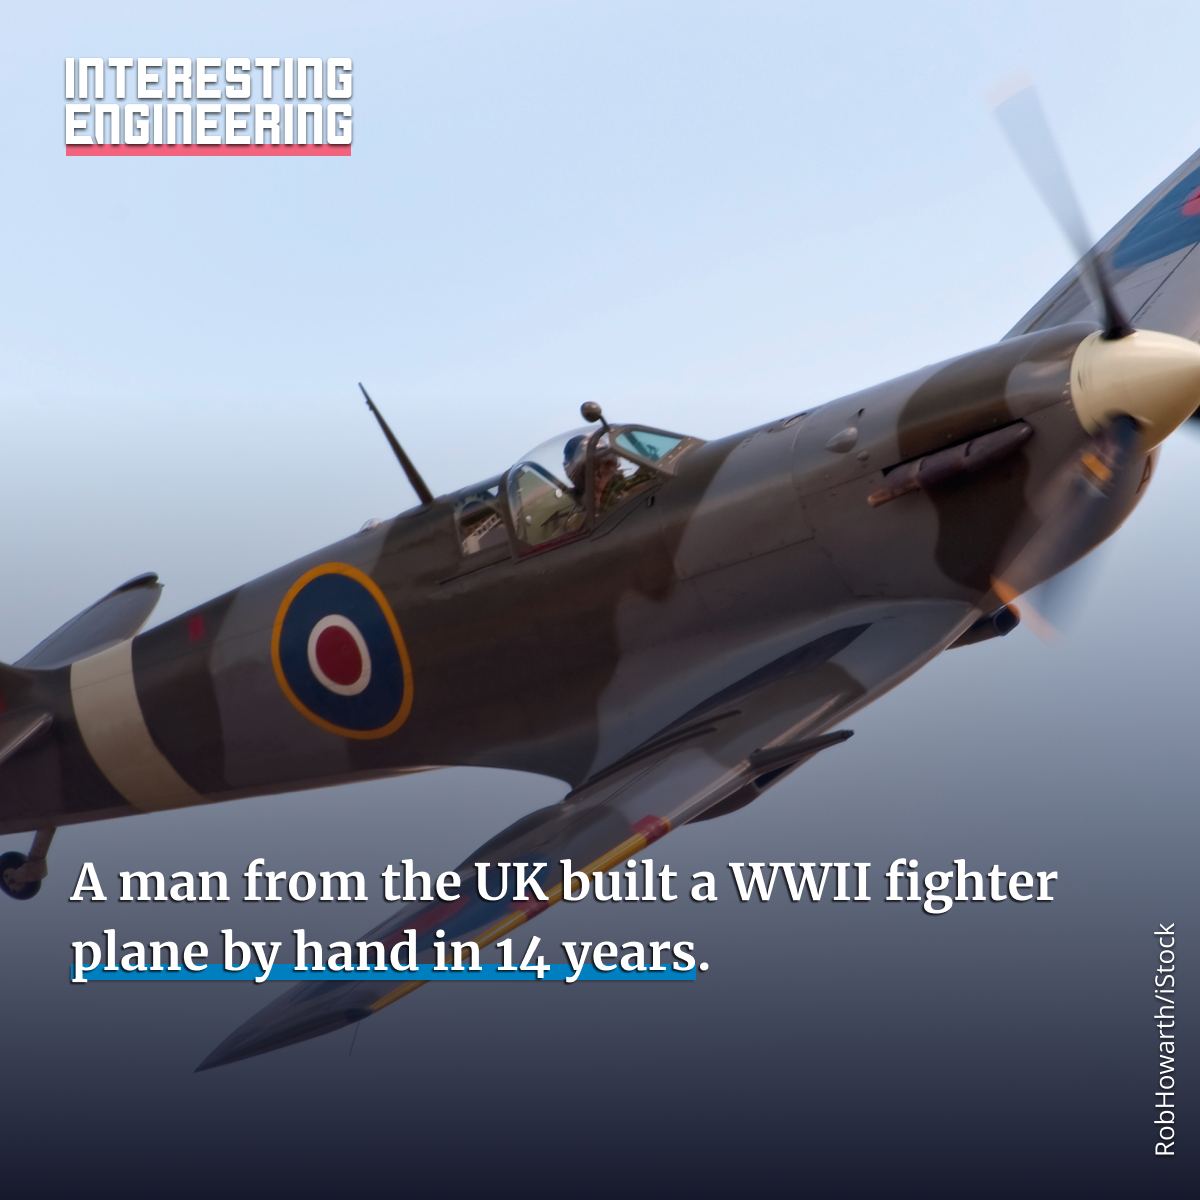 INTERESTING
ENGINEERING
A man from the UK built a WWII fighter
plane by hand in 14 years.
RobHowarth/iStock